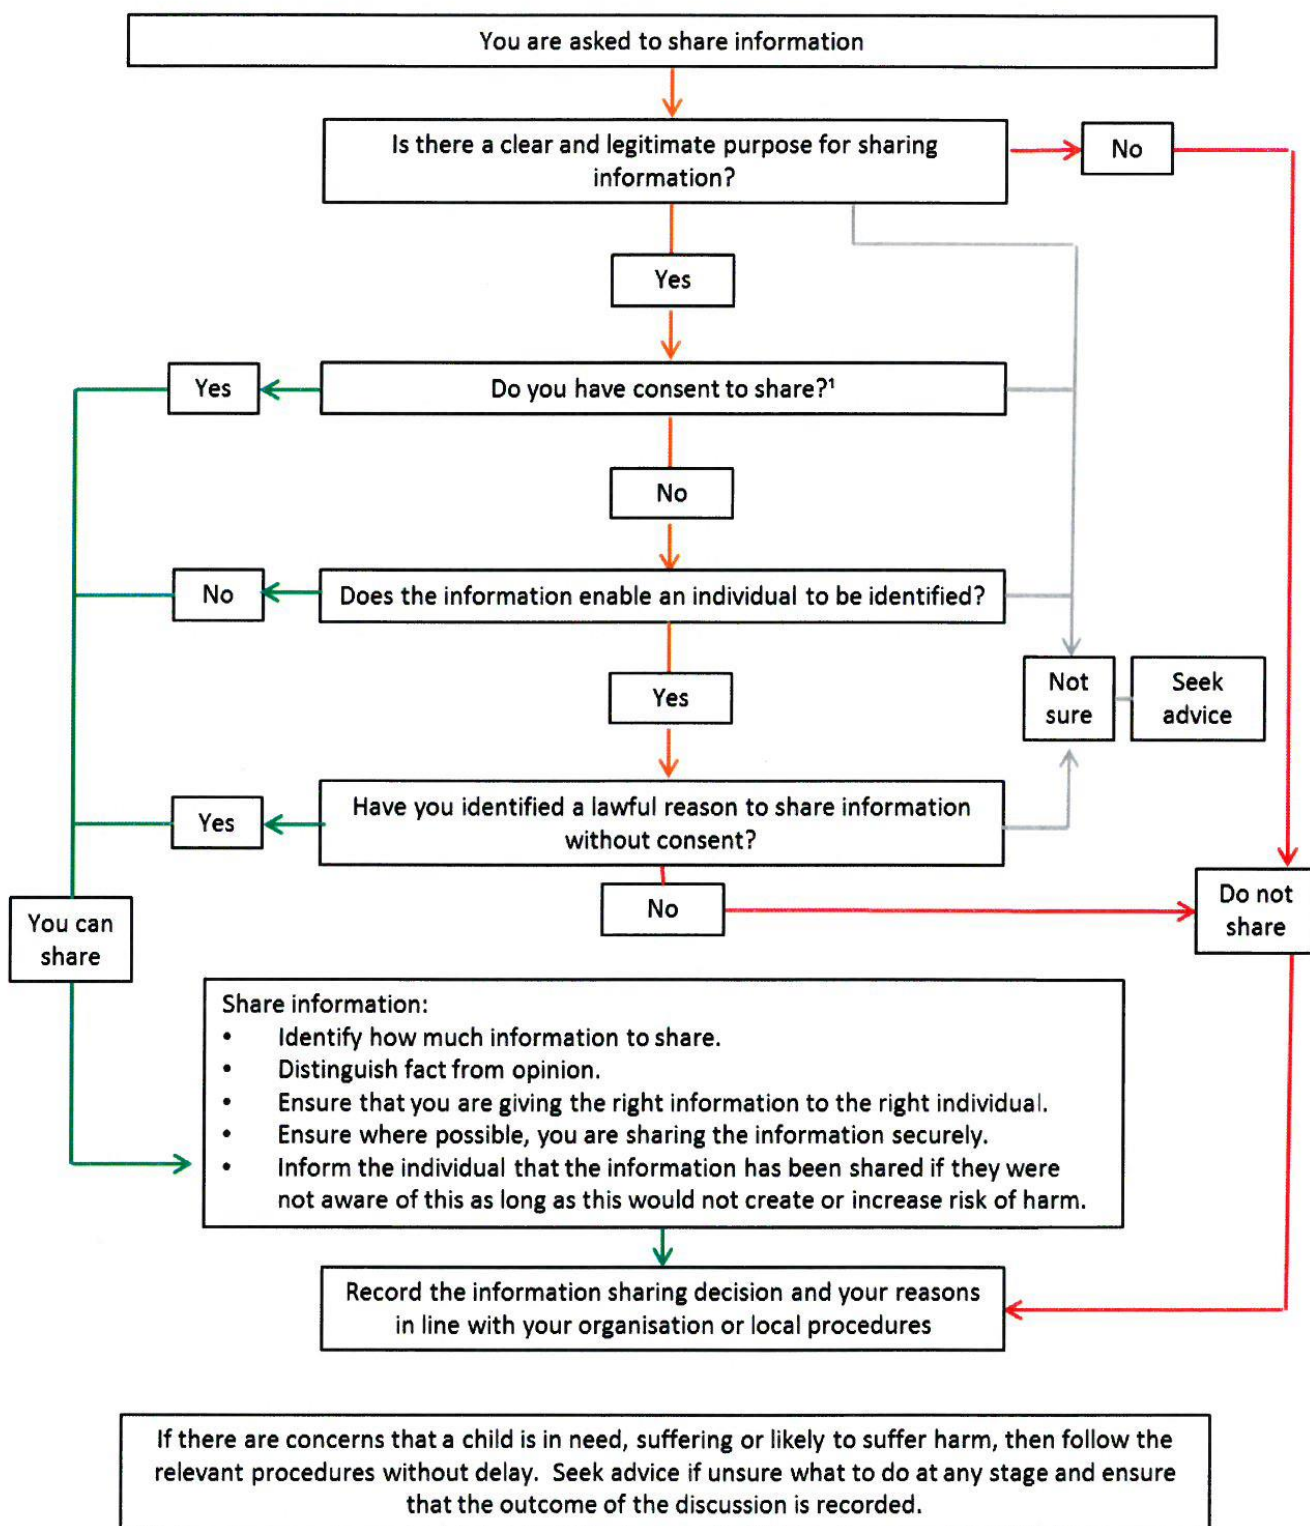 You are asked to share information
Is there a clear and legitimate purpose for sharing
information?
No
Yes
Yes
Do you have consent to share?¹
No
No
Does the information enable an individual to be identified?
Yes
Not
sure
Seek
advice
Yes
Have you identified a lawful reason to share information
without consent?
No
Do not
share
You can
share
Share information:
• Identify how much information to share.
• Distinguish fact from opinion.
• Ensure that you are giving the right information to the right individual.
• Ensure where possible, you are sharing the information securely.
• Inform the individual that the information has been shared if they were
not aware of this as long as this would not create or increase risk of harm.
Record the information sharing decision and your reasons
in line with your organisation or local procedures
If there are concerns that a child is in need, suffering or likely to suffer harm, then follow the
relevant procedures without delay. Seek advice if unsure what to do at any stage and ensure
that the outcome of the discussion is recorded.